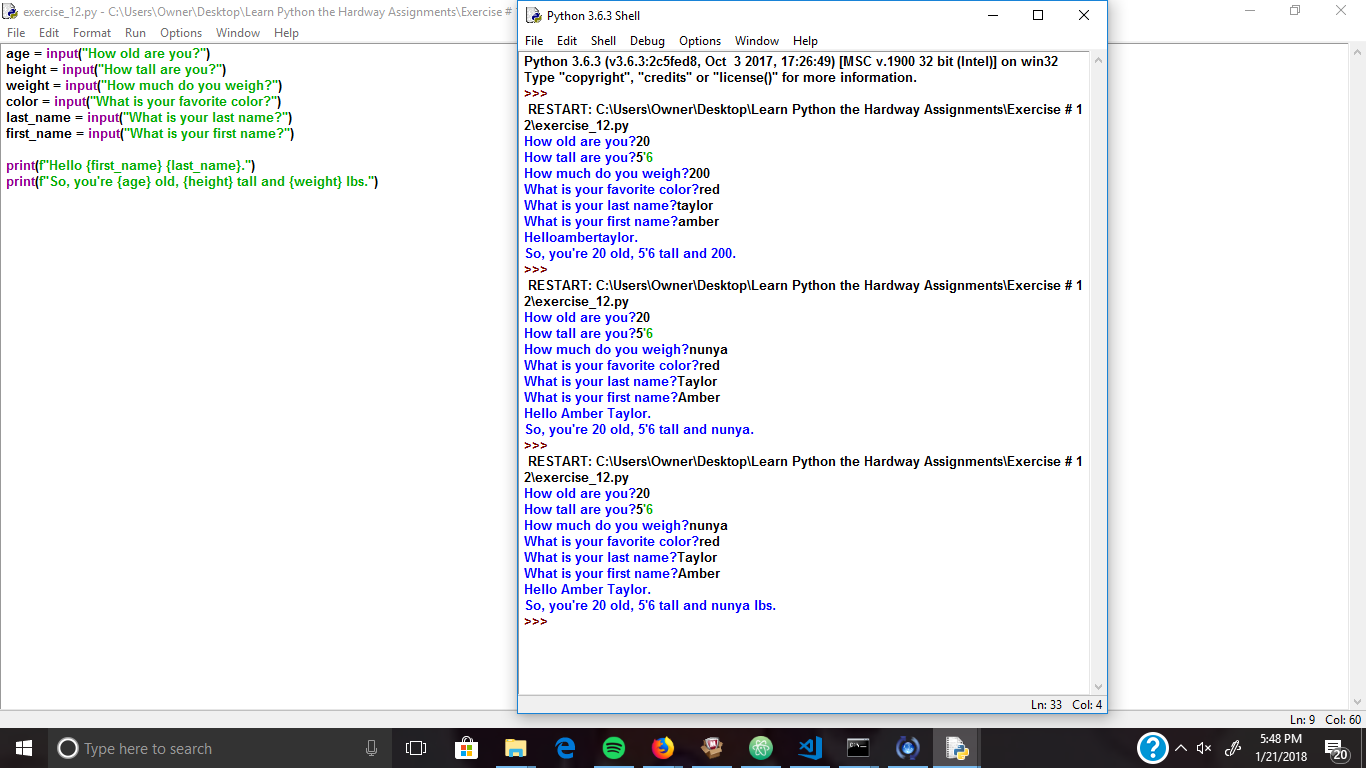 exercise_12.py - C:\Users\Owner\Desktop\Learn Python the Hardway Assignments\Exercise #
File Edit Format Run Options Window Help
age = input("How old are you?")
height = input("How tall are you?")
weight = input("How much do you weigh?")
color = input("What is your favorite color?")
last_name = input("What is your last name?")
first_name = input("What is your first name?")
print(f"Hello {first_name} {last_name}.")
print(f"So, you're {age} old, {height} tall and {weight} lbs.")
Python 3.6.3 Shell
File Edit Shell Debug Options Window Help
Python 3.6.3 (v3.6.3:2c5fed8, Oct  3 2017, 17:26:49) [MSC v.1900 32 bit (Intel)] on win32
Type "copyright", "credits" or "license()" for more information.
>>>
RESTART: C:\Users\Owner\Desktop\Learn Python the Hardway Assignments\Exercise # 1
2\exercise_12.py
How old are you?20
How tall are you?5'6
How much do you weigh?200
What is your favorite color?red
What is your last name?taylor
What is your first name?amber
Helloambertaylor.
So, you're 20 old, 5'6 tall and 200.
>>>
RESTART: C:\Users\Owner\Desktop\Learn Python the Hardway Assignments\Exercise # 1
2\exercise_12.py
How old are you?20
How tall are you?5'6
How much do you weigh?nunya
What is your favorite color?red
What is your last name?Taylor
What is your first name?Amber
Hello Amber Taylor.
So, you're 20 old, 5'6 tall and nunya.
>>>
RESTART: C:\Users\Owner\Desktop\Learn Python the Hardway Assignments\Exercise # 1
2\exercise_12.py
How old are you?20
How tall are you?5'6
How much do you weigh?nunya
What is your favorite color?red
What is your last name?Taylor
What is your first name?Amber
Hello Amber Taylor.
So, you're 20 old, 5'6 tall and nunya lbs.
>>>
Ln: 33 Col: 4
Ln: 9 Col: 60
Type here to search
5:48 PM
1/21/2018
20